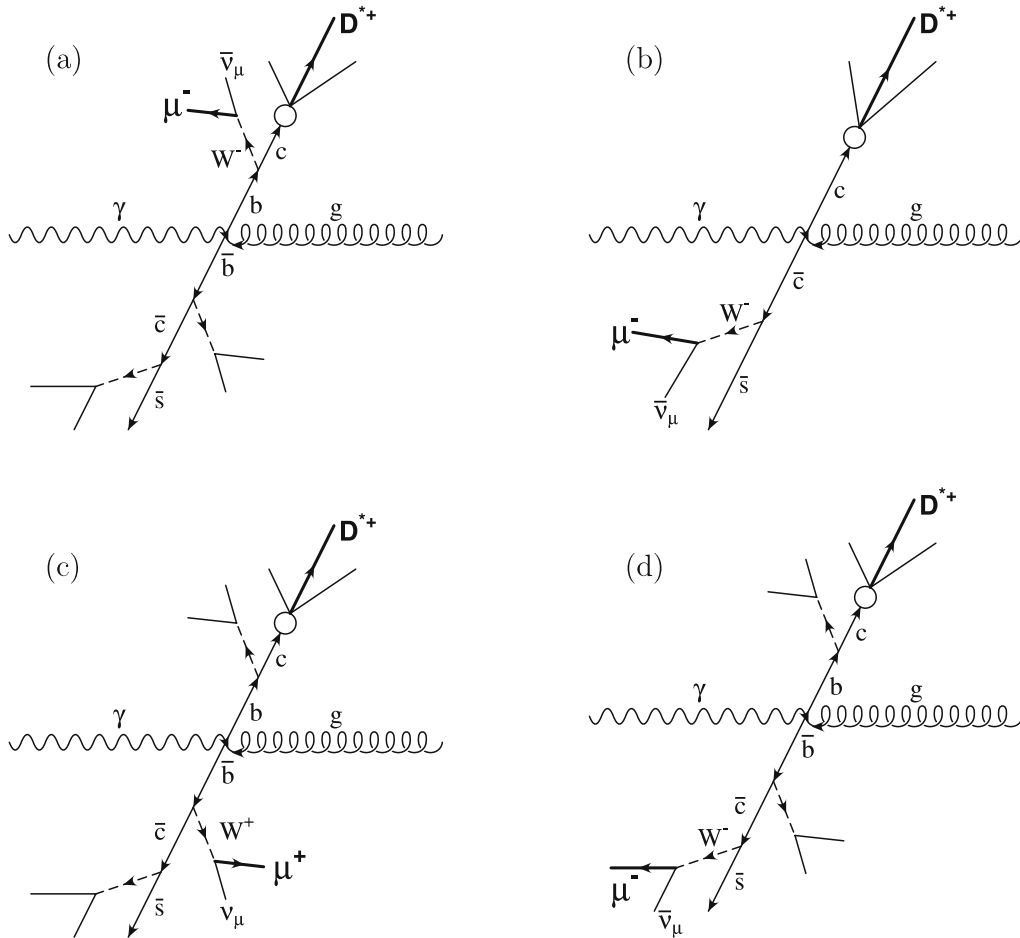 (a)
D*+
ν̄μ
μ-
W-
c
b
γ
g
b̄
c̄
s̄
(b)
D*+
c
γ
g
c̄
W-
μ-
ν̄μ
s̄
(c)
D*+
c
b
γ
g
b̄
c̄
W+
μ+
s̄
νμ
(d)
D*+
c
b
γ
g
b̄
c̄
W-
μ-
s̄
ν̄μ